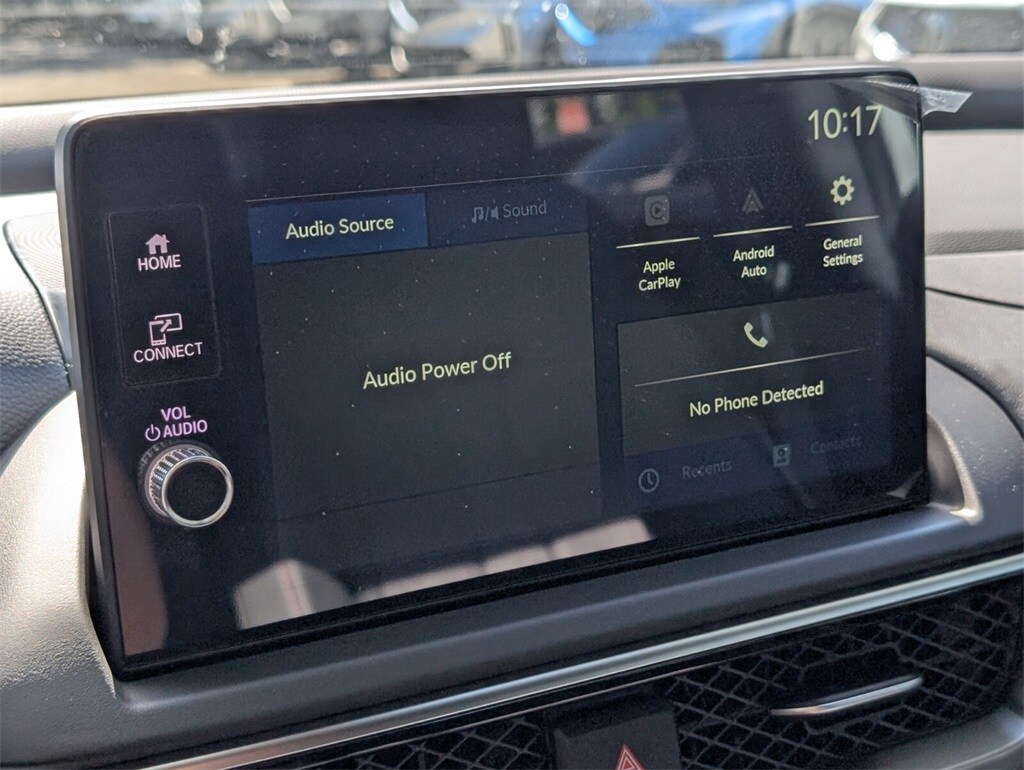 10:17
HOME
CONNECT
VOL
AUDIO
Audio Source
Sound
Audio Power Off
Apple
CarPlay
Android
Auto
General
Settings
No Phone Detected
Recents
Contacts